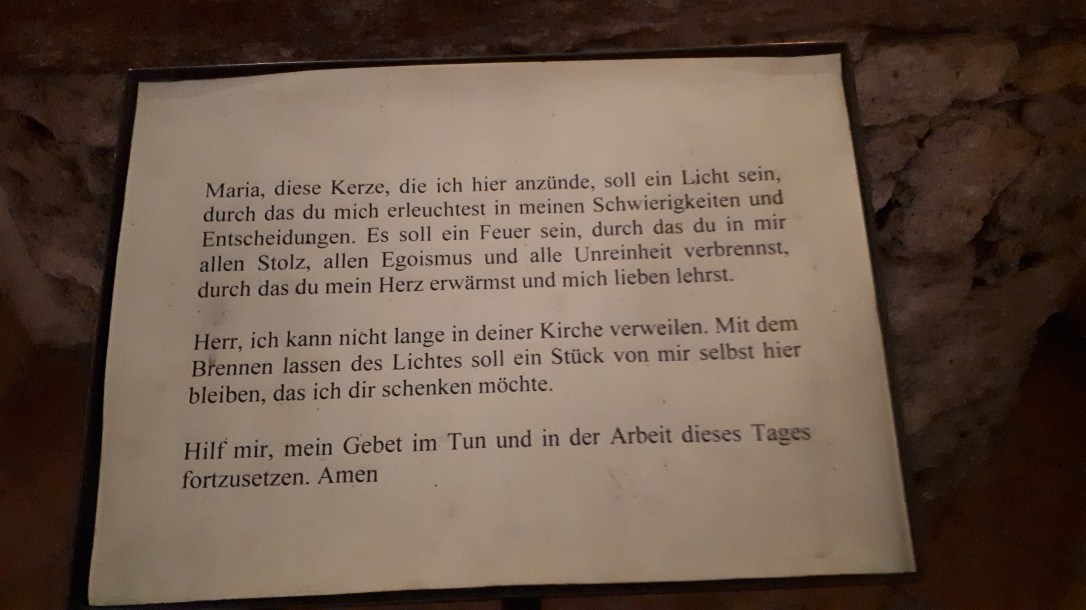 Maria, diese Kerze, die ich hier anzünde, soll ein Licht sein,
durch das du mich erleuchtest in meinen Schwierigkeiten und
Entscheidungen. Es soll ein Feuer sein, durch das du in mir
allen Stolz, allen Egoismus und alle Unreinheit verbrennst,
durch das du mein Herz erwärmst und mich lieben lehrst.
Herr, ich kann nicht lange in deiner Kirche verweilen. Mit dem
Brennen lassen des Lichtes soll ein Stück von mir selbst hier
bleiben, das ich dir schenken möchte.
Hilf mir, mein Gebet im Tun und in der Arbeit dieses Tages
fortzusetzen. Amen